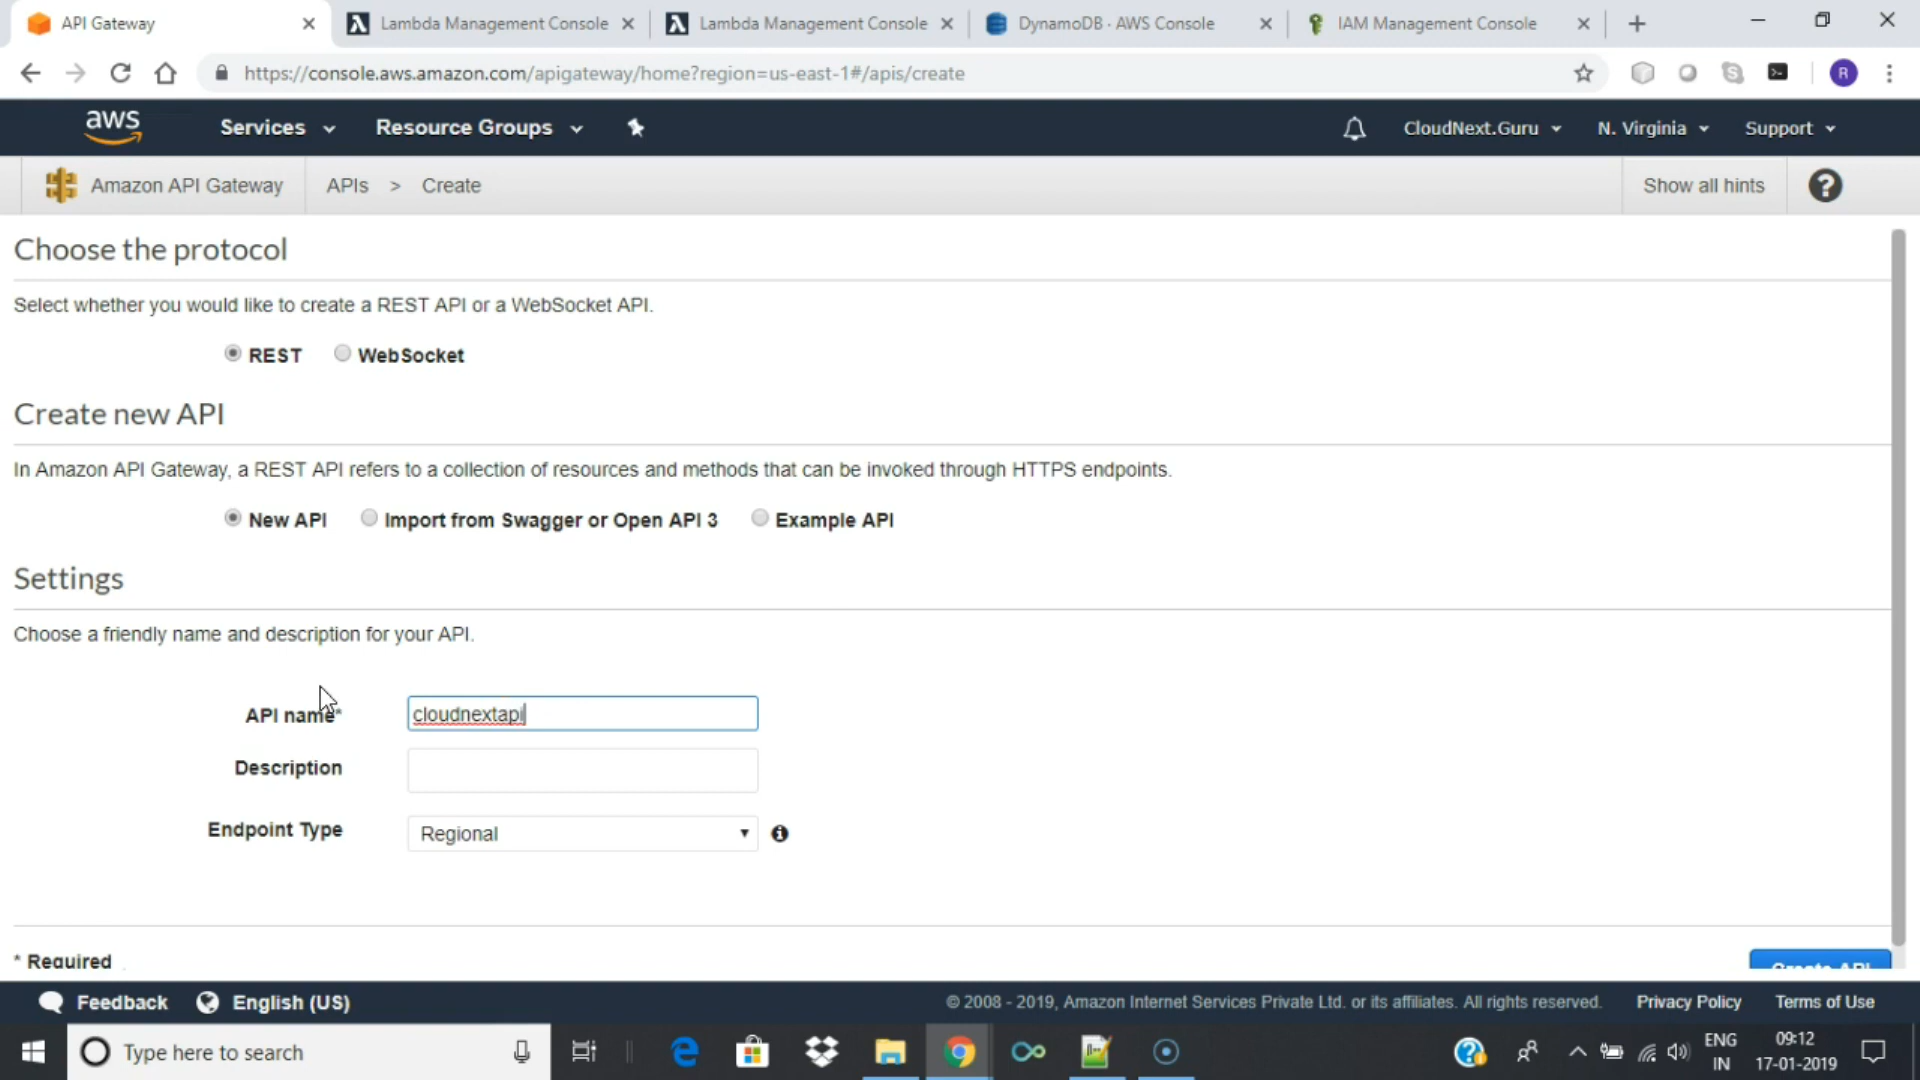 API Gateway
Lambda Management Console
Lambda Management Console
DynamoDB · AWS Console
IAM Management Console
https://console.aws.amazon.com/apigateway/home?region=us-east-1#/apis/create
R
aws
Services
Resource Groups
CloudNext.Guru
N. Virginia
Support
Amazon API Gateway
APIs > Create
Show all hints
?
Choose the protocol
Select whether you would like to create a REST API or a WebSocket API.
REST
WebSocket
Create new API
In Amazon API Gateway, a REST API refers to a collection of resources and methods that can be invoked through HTTPS endpoints.
New API
Import from Swagger or Open API 3
Example API
Settings
Choose a friendly name and description for your API.
API name*
cloudnextapi
Description
Endpoint Type
Regional
* Required
Create API
Feedback
English (US)
© 2008 - 2019, Amazon Internet Services Private Ltd. or its affiliates. All rights reserved.
Privacy Policy
Terms of Use
Type here to search
ENG
IN
09:12
17-01-2019